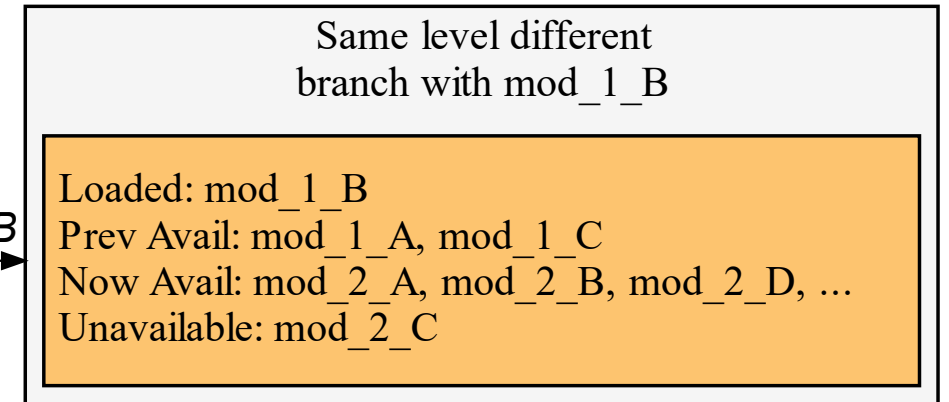 Same level different
branch with mod_1_B
Loaded: mod_1_B
Prev Avail: mod_1_A, mod_1_C
Now Avail: mod_2_A, mod_2_B, mod_2_D, ...
Unavailable: mod_2_C